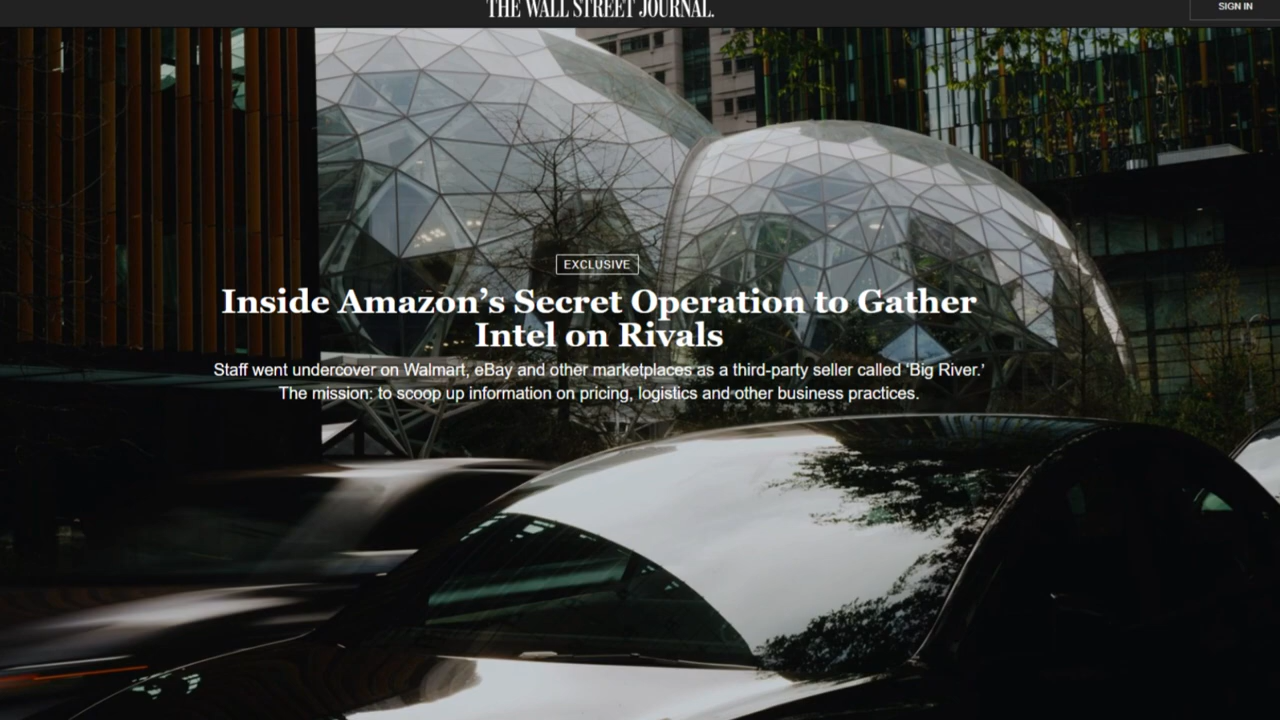 THE WALL STREET JOURNAL.
SIGN IN
EXCLUSIVE
Inside Amazon’s Secret Operation to Gather
Intel on Rivals
Staff went undercover on Walmart, eBay and other marketplaces as a third-party seller called ‘Big River.’
The mission: to scoop up information on pricing, logistics and other business practices.